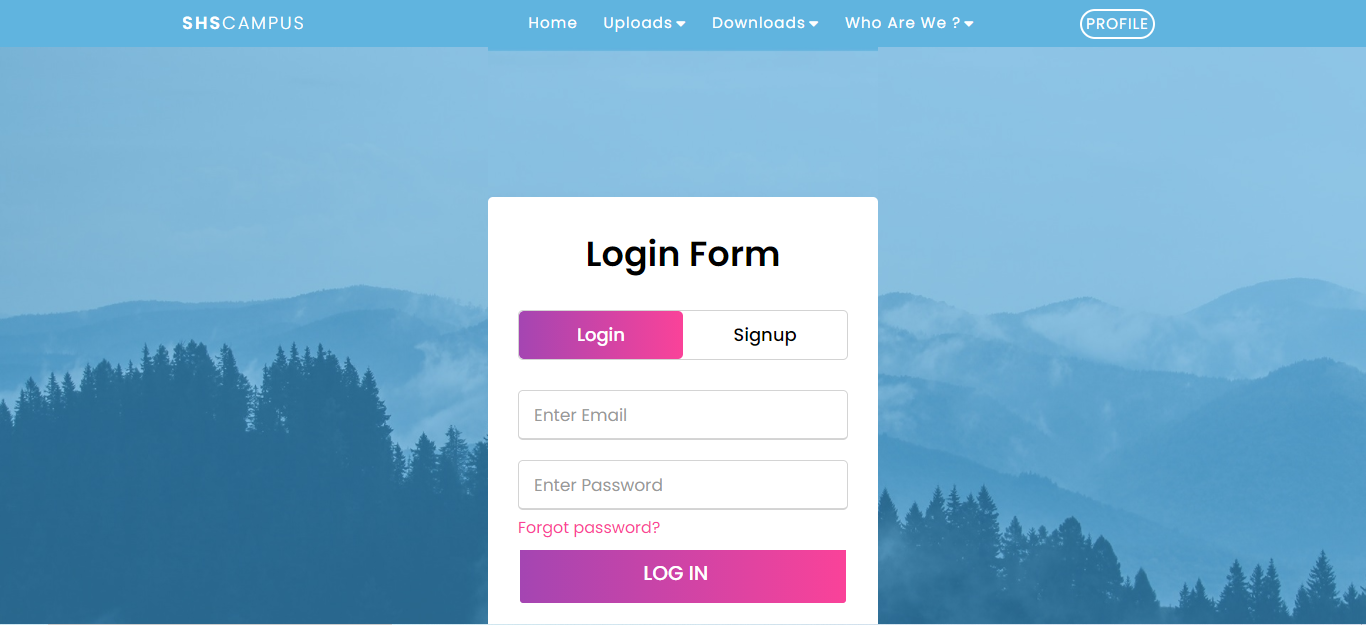 SHSCAMPUS Home Uploads Downloads Who Are We ? PROFILE
Login Form
Login Signup
Enter Email
Enter Password
Forgot password?
LOG IN